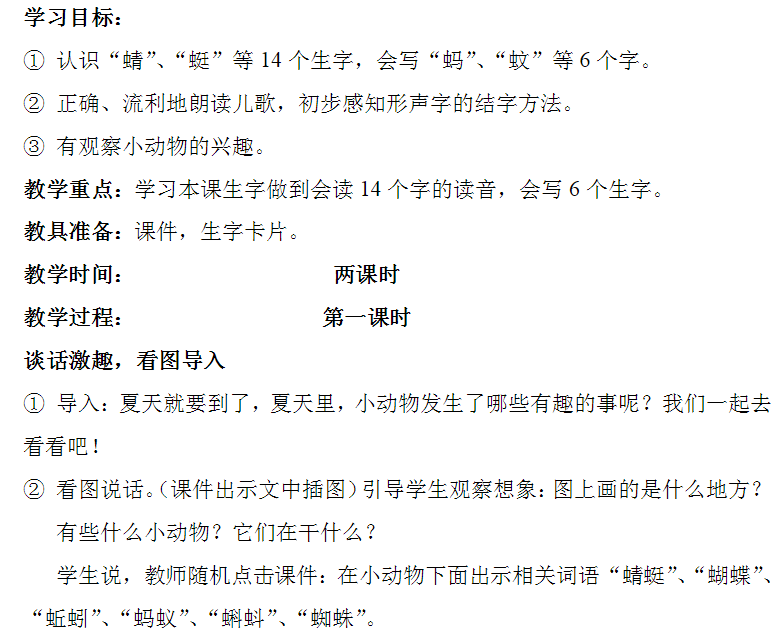 学习目标：
① 认识“蜻”、“蜓”等 14 个生字，会写“蚂”、“蚊”等 6 个字。
② 正确、流利地朗读儿歌，初步感知形声字的结字方法。
③ 有观察小动物的兴趣。
教学重点：学习本课生字做到会读 14 个字的读音，会写 6 个生字。
教具准备：课件，生字卡片。
教学时间： 两课时
教学过程： 第一课时
谈话激趣，看图导入
① 导入：夏天就要到了，夏天里，小动物发生了哪些有趣的事呢？我们一起去
看看吧！
② 看图说话。（课件出示文中插图）引导学生观察想象：图上画的是什么地方？
有些什么小动物？它们在干什么？
学生说，教师随机点击课件：在小动物下面出示相关词语“蜻蜓”、“蝴蝶”、
“蚯蚓”、“蚂蚁”、“蝌蚪”、“蜘蛛”。